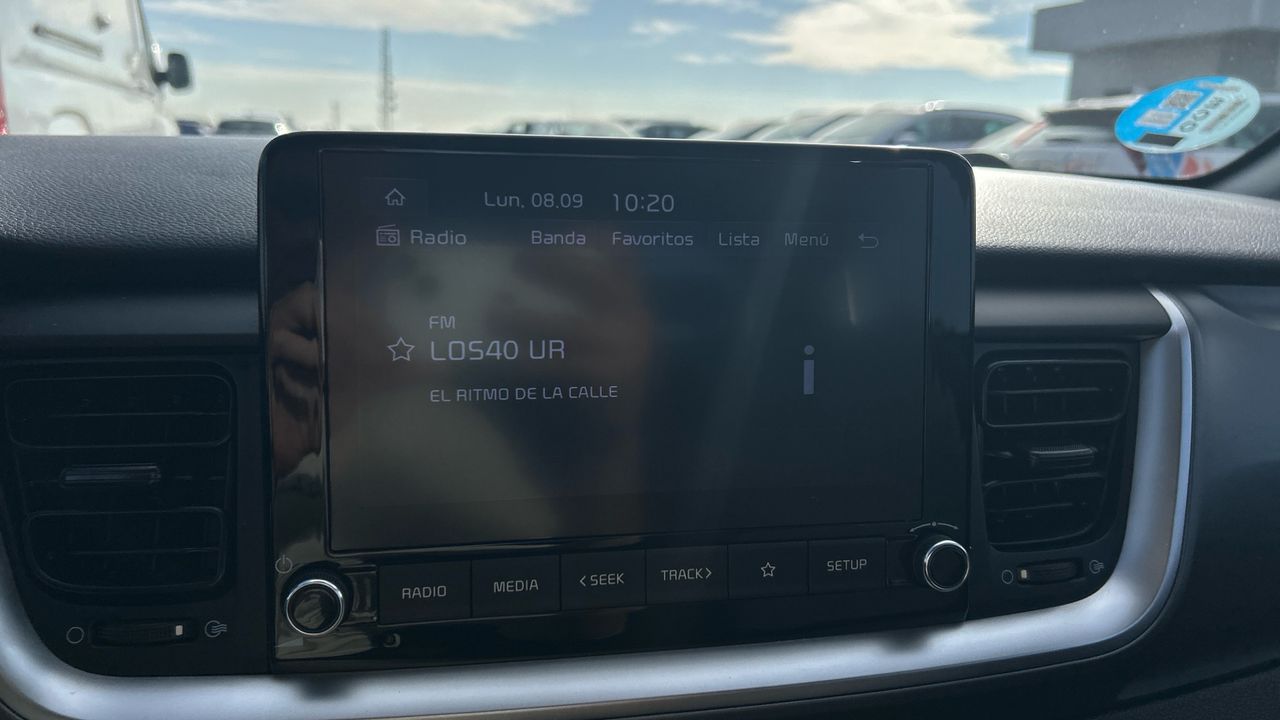 Lun, 08.09 10:20
Radio Banda Favoritos Lista Menú
FM
LOS40 UR
EL RITMO DE LA CALLE
RADIO MEDIA <SEEK TRACK> SETUP